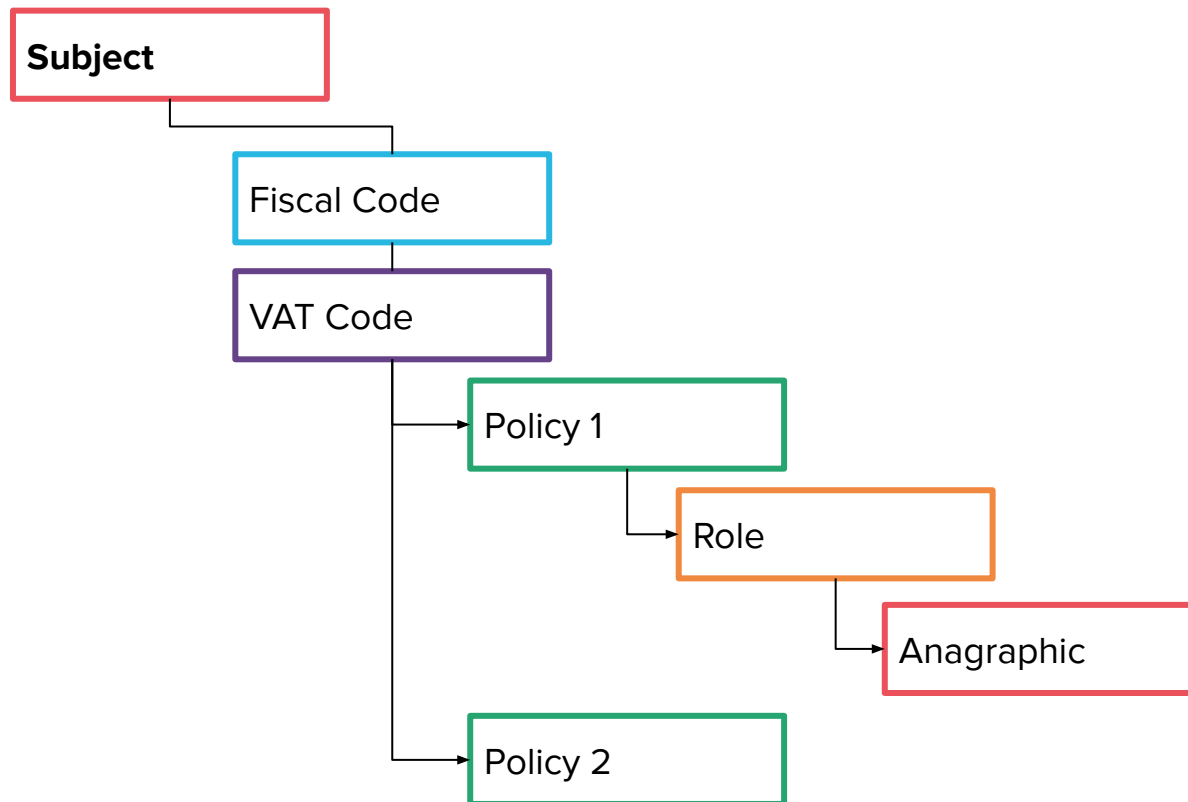 Subject
Fiscal Code
VAT Code
Policy 1
Role
Anagraphic
Policy 2